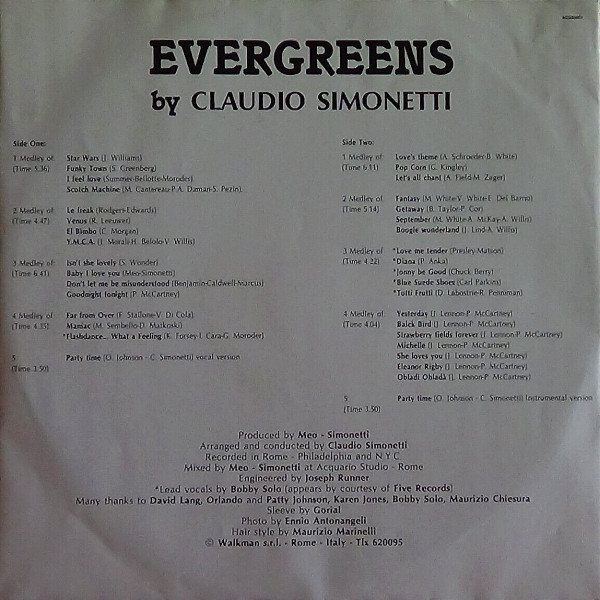 EVERGREENS
by CLAUDIO SIMONETTI
Side One:
1 Medley of: Star Wars (J. Williams)
(Time 5.36) Funky Town (S. Greenberg)
I feel love (Summer-Bellotte-Moroder)
Scotch Machine (M. Cantereau-P.A. Daman-S. Pezin).
2 Medley of: Le freak (Rodgers-Edwards)
(Time 4.47) Venus (R. Leeuwer)
El Bimbo (C. Morgan)
Y.M.C.A. (J. Morali-H. Belolo-V. Willis)
3 Medley of: Isn't she lovely (S. Wonder)
(Time 6.41) Baby I love you (Meo-Simonetti)
Don't let me be misunderstood (Benjamin-Caldwell-Marcus)
Goodnight tonight (P. McCartney)
4 Medley of: Far from Over (F. Stallone-V. Di Cola)
(Time 4.35) Maniac (M. Sembello-D. Matkoski)
*Flashdance... What a Feeling (K. Forsey-I. Cara-G. Moroder)
5 Party time (O. Johnson - C. Simonetti) vocal version
(Time 3.50)
Side Two:
1 Medley of: Love's theme (A. Schroeder-B. White)
(Time 6.11) Pop Corn (G. Kingley)
Let's all chant (A. Field-M. Zager)
2 Medley of: Fantasy (M. White-V. White-E. Del Barrio)
(Time 5.14) Getaway (B. Taylor-P. Cor)
September (M. White-A. McKay-A. Willis)
Boogie wonderland (J. Lind-A. Willis)
3 Medley of: *Love me tender (Presley-Matson)
(Time 4.22) *Diana (P. Anka)
*Jonny be Good (Chuck Berry)
*Blue Suede Shoes (Carl Parkins)
*Tutti Frutti (D. Labostrie-R. Penniman)
4 Medley of: Yesterday (J. Lennon-P. McCartney)
(Time 4.04) Balck Bird (J. Lennon-P. McCartney)
Strawberry fields forever (J. Lennon-P. McCartney)
Michelle (J. Lennon-P. McCartney)
She loves you (J. Lennon-P. McCartney)
Eleanor Rigby (J. Lennon-P. McCartney)
Obladì Obladà (J. Lennon-P. McCartney)
5 Party time (O. Johnson - C. Simonetti) Instrumental version
(Time 3.50)
Produced by Meo - Simonetti
Arranged and conducted by Claudio Simonetti
Recorded in Rome - Philadelphia and N.Y.C.
Mixed by Meo - Simonetti at Acquario Studio - Rome
Engineered by Joseph Runner
*Lead vocals by Bobby Solo (appears by courtesy of Five Records)
Many thanks to David Lang, Orlando and Patty Johnson, Karen Jones, Bobby Solo, Maurizio Chiesura
Sleeve by Gorial
Photo by Ennio Antonangeli
Hair style by Maurizio Marinelli
© Walkman s.r.l. - Rome - Italy - Tlx 620095